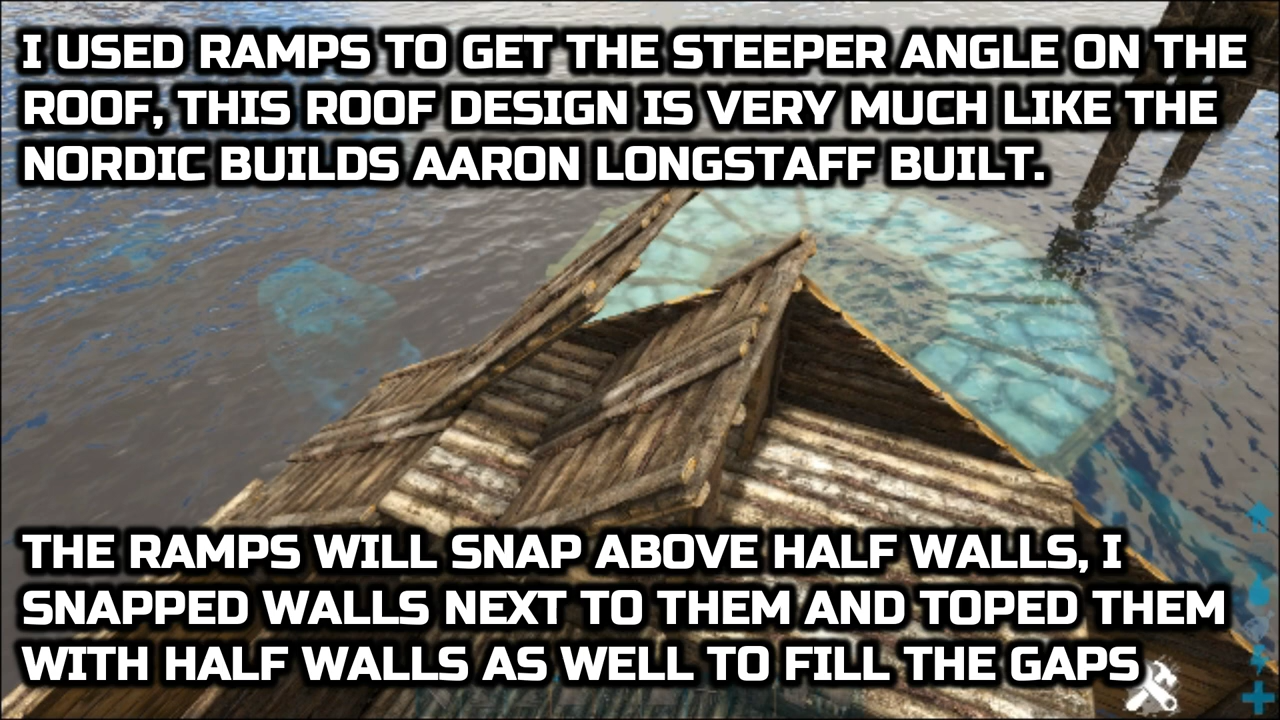 I USED RAMPS TO GET THE STEEPER ANGLE ON THE
ROOF, THIS ROOF DESIGN IS VERY MUCH LIKE THE
NORDIC BUILDS AARON LONGSTAFF BUILT.
THE RAMPS WILL SNAP ABOVE HALF WALLS, I
SNAPPED WALLS NEXT TO THEM AND TOPED THEM
WITH HALF WALLS AS WELL TO FILL THE GAPS